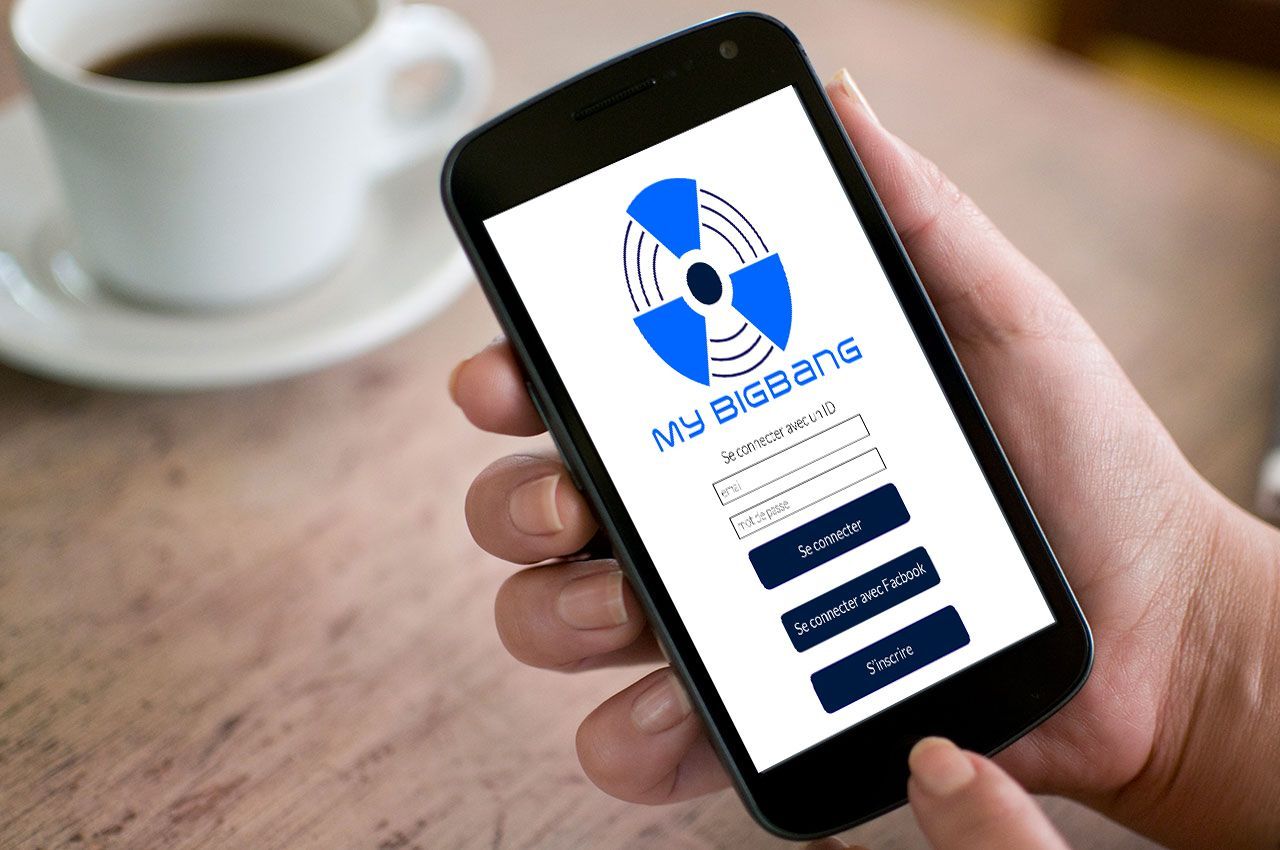 MY BIGBANG
Se connecter avec un ID
email
mot de passe
Se connecter
Se connecter avec Facbook
S'inscrire